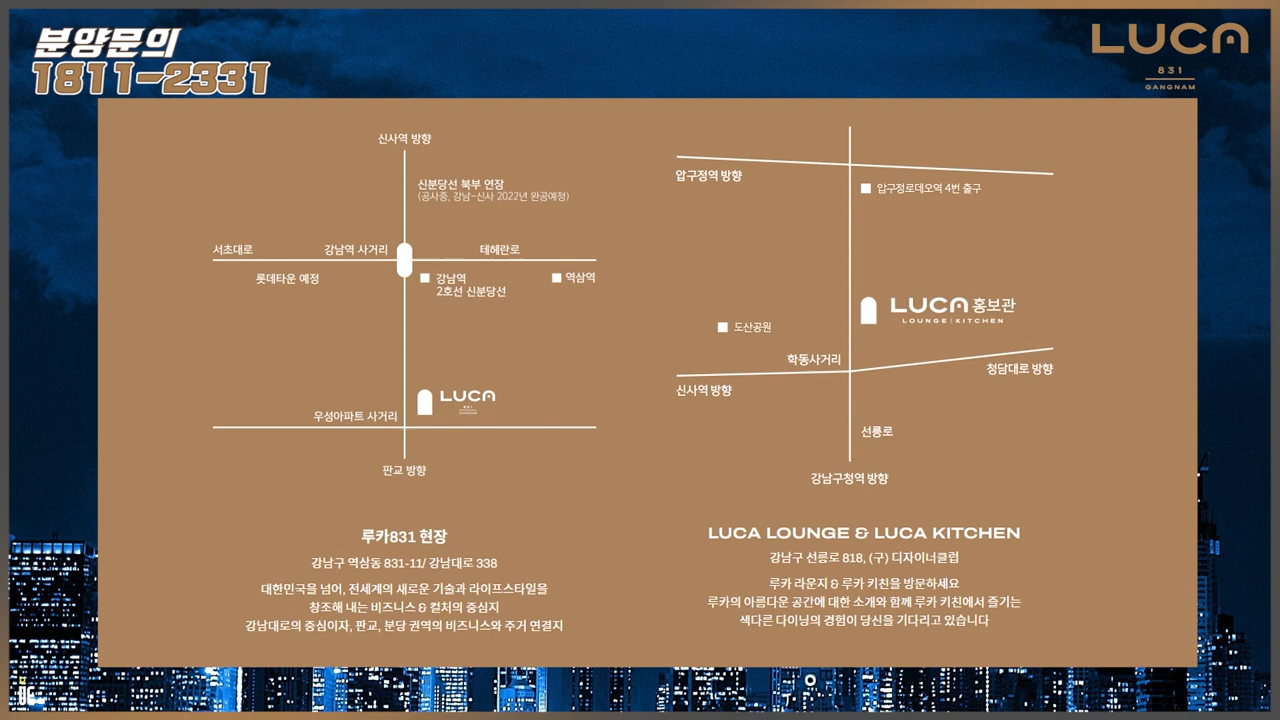 분양문의
1811-2331
LUCA
831
GANGNAM
신사역 방향
신분당선 북부 연장
(공사중, 강남-신사 2022년 완공예정)
서초대로
강남역 사거리
테헤란로
롯데타운 예정
강남역
2호선 신분당선
역삼역
LUCA
831
GANGNAM
우성아파트 사거리
판교 방향
루카831 현장
강남구 역삼동 831-11/ 강남대로 338
대한민국을 넘어, 전세계의 새로운 기술과 라이프스타일을
창조해 내는 비즈니스 & 컬처의 중심지
강남대로의 중심이자, 판교, 분당 권역의 비즈니스와 주거 연결지
압구정역 방향
압구정로데오역 4번 출구
LUCA 홍보관
LOUNGE | KITCHEN
도산공원
학동사거리
청담대로 방향
신사역 방향
선릉로
강남구청역 방향
LUCA LOUNGE & LUCA KITCHEN
강남구 선릉로 818, (구) 디자이너클럽
루카 라운지 & 루카 키친을 방문하세요
루카의 아름다운 공간에 대한 소개와 함께 루카 키친에서 즐기는
색다른 다이닝의 경험이 당신을 기다리고 있습니다